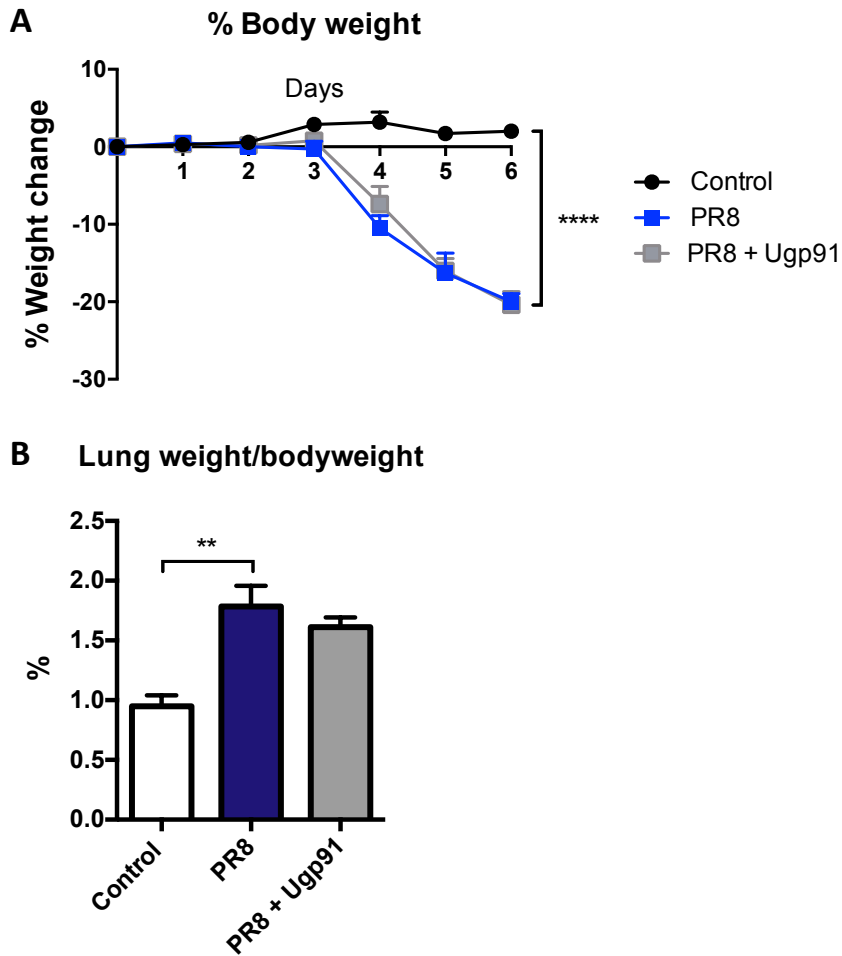 A
% Body weight
% Weight change
10
0
-10
-20
-30
Days
1 2 3 4 5 6
****
Control
PR8
PR8 + Ugp91
B
Lung weight/bodyweight
%
2.5
2.0
1.5
1.0
0.5
0.0
**
Control
PR8
PR8 + Ugp91